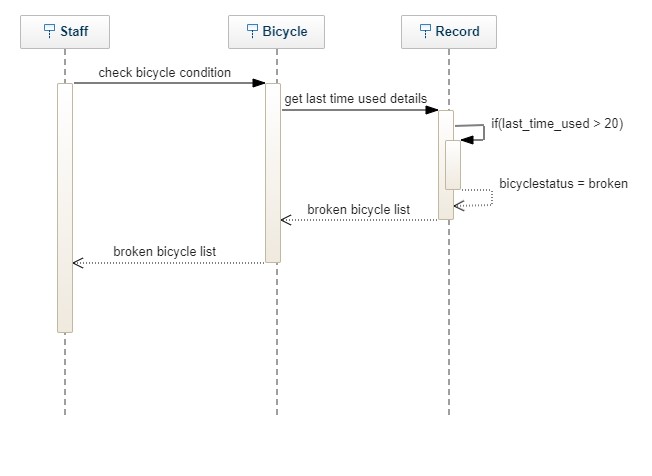 Staff
Bicycle
Record
check bicycle condition
get last time used details
if(last_time_used > 20)
bicyclestatus = broken
broken bicycle list
broken bicycle list